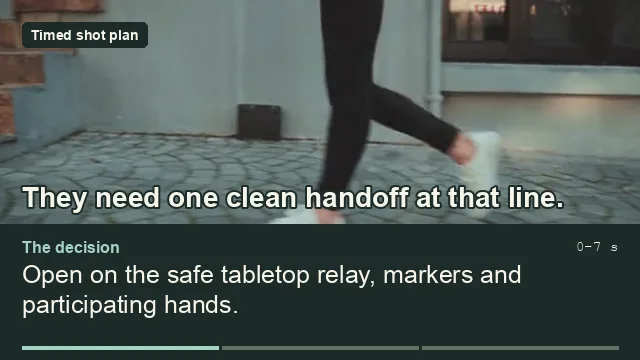 Timed shot plan
They need one clean handoff at that line.
The decision
0–7 s
Open on the safe tabletop relay, markers and
participating hands.